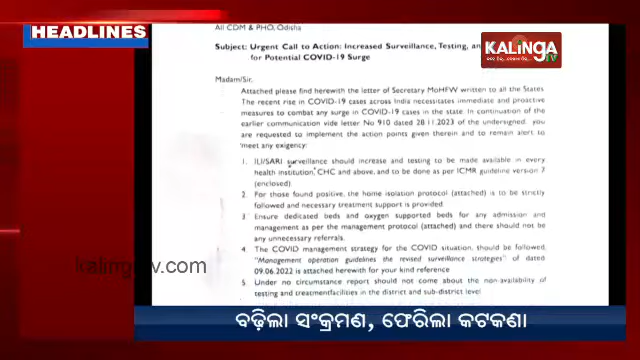 HEADLINES
All CDM & PHO, Odisha
Subject: Urgent Call to Action: Increased Surveillance, Testing, an
for Potential COVID-19 Surge
KALINGA TV
Madam/Sir,
Attached please find herewith the letter of Secretary MoHFW written to all the States
The recent rise in COVID-19 cases across India necessitates immediate and proactive
measures to combat any surge in COVID-19 cases in the state. In continuation of the
earlier communication vide letter No 910 dated 28 11.2023 of the undersigned, you
are requested to implement the action points given therein and to remain alert to
meet any exigency:
1. ILI/SARI surveillance should increase and testing to be made available in every
health institution, CHC and above, and to be done as per ICMR guideline version 7
(enclosed).
2. For those found positive, the home isolation protocol (attached) is to be strictly
followed and necessary treatment support is provided.
3. Ensure dedicated beds and oxygen supported beds for any admission and
management as per the management protocol (attached) and there should not be
any unnecessary referrals.
4. The COVID management strategy for the COVID situation, should be followed.
"Management operation guidelines the revised surveillance strategies" of dated
09.06.2022 is attached herewith for your kind reference
5. Under no circumstance report should not come about the non-availability of
testing and treatmentfacilities in the district and sub-district level
kalingatv.com
ବଢ଼ିଲା ସଂକ୍ରମଣ, ଫେରିଲା କଟକଣା